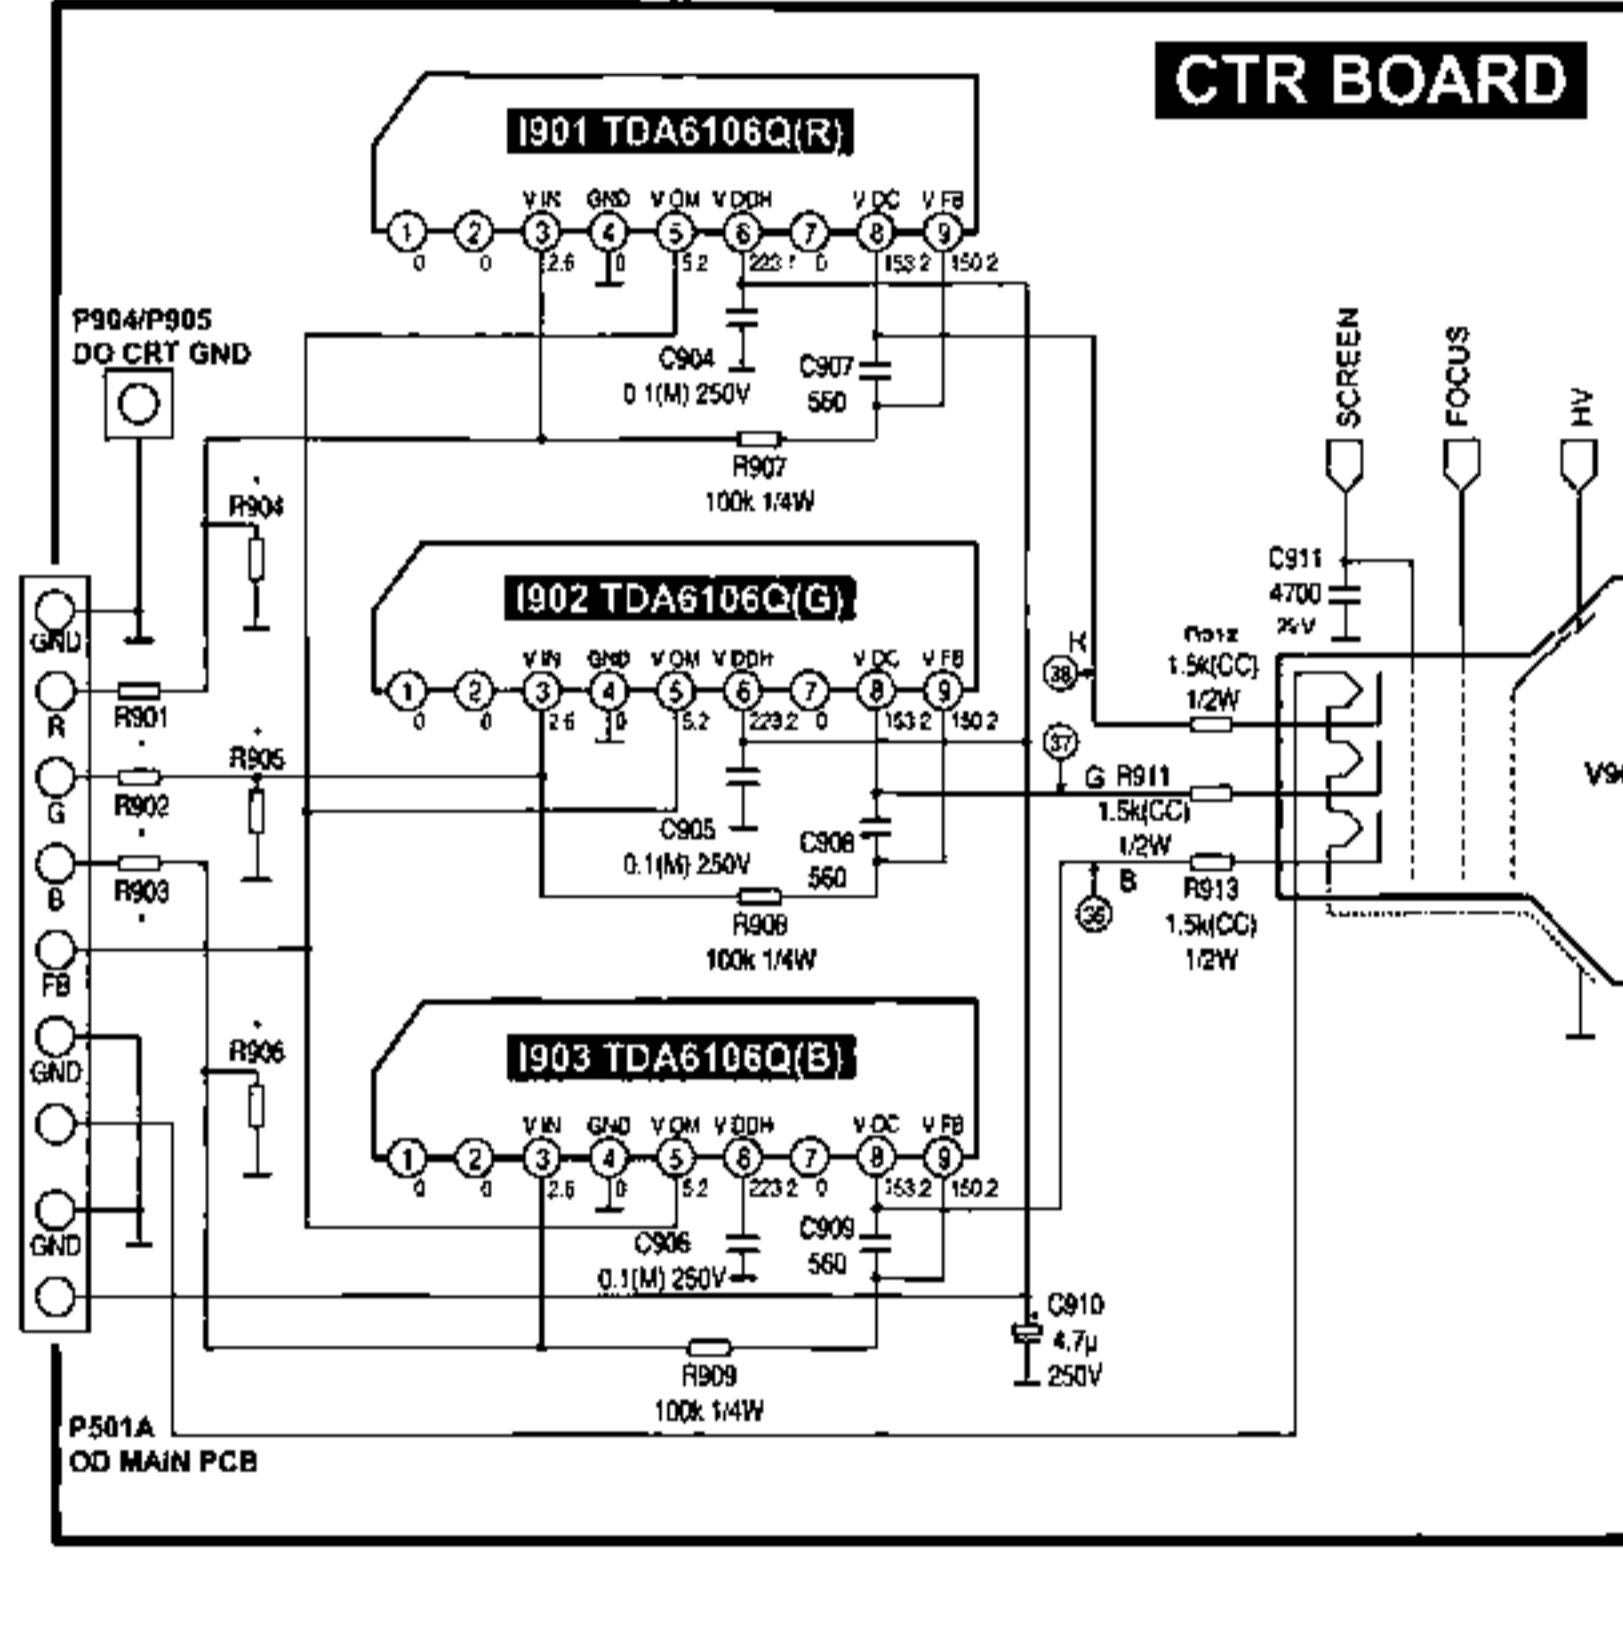 CTR BOARD
I901 TDA6106Q(R)
V IN GND V OM V DDH V DC V FB
1 2 3 4 5 6 7 8 9
0 0 2.6 0 5.2 0 153.2 150.2
P904/P905
DO CRT GND
C904
0.1(M) 250V
C907
560
R907
100k 1/4W
SCREEN
FOCUS
HV
R904
I902 TDA6106Q(G)
V IN GND V OM V DDH V DC V FB
1 2 3 4 5 6 7 8 9
0 0 2.6 0 5.2 223.2 0 153.2 150.2
GND
R
R901
G
R902
R905
B
R903
FB
C905
0.1(M) 250V
C908
560
R908
100k 1/4W
C911
4700
R
38
1.5k(CC)
1/2W
37
G R911
1.5k(CC)
1/2W
B
R913
1.5k(CC)
1/2W
36
GND
R906
I903 TDA6106Q(B)
V IN GND V OM V DDH V DC V FB
1 2 3 4 5 6 7 8 9
0 0 2.6 0 5.2 223.2 0 153.2 150.2
GND
C906
0.1(M) 250V
C909
560
C910
4.7µ
250V
R909
100k 1/4W
P501A
OD MAIN PCB